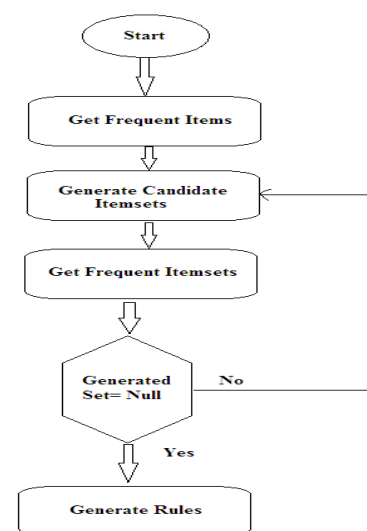 Start
Get Frequent Items
Generate Candidate
Itemsets
Get Frequent Itemsets
Generated
Set= Null
No
Yes
Generate Rules